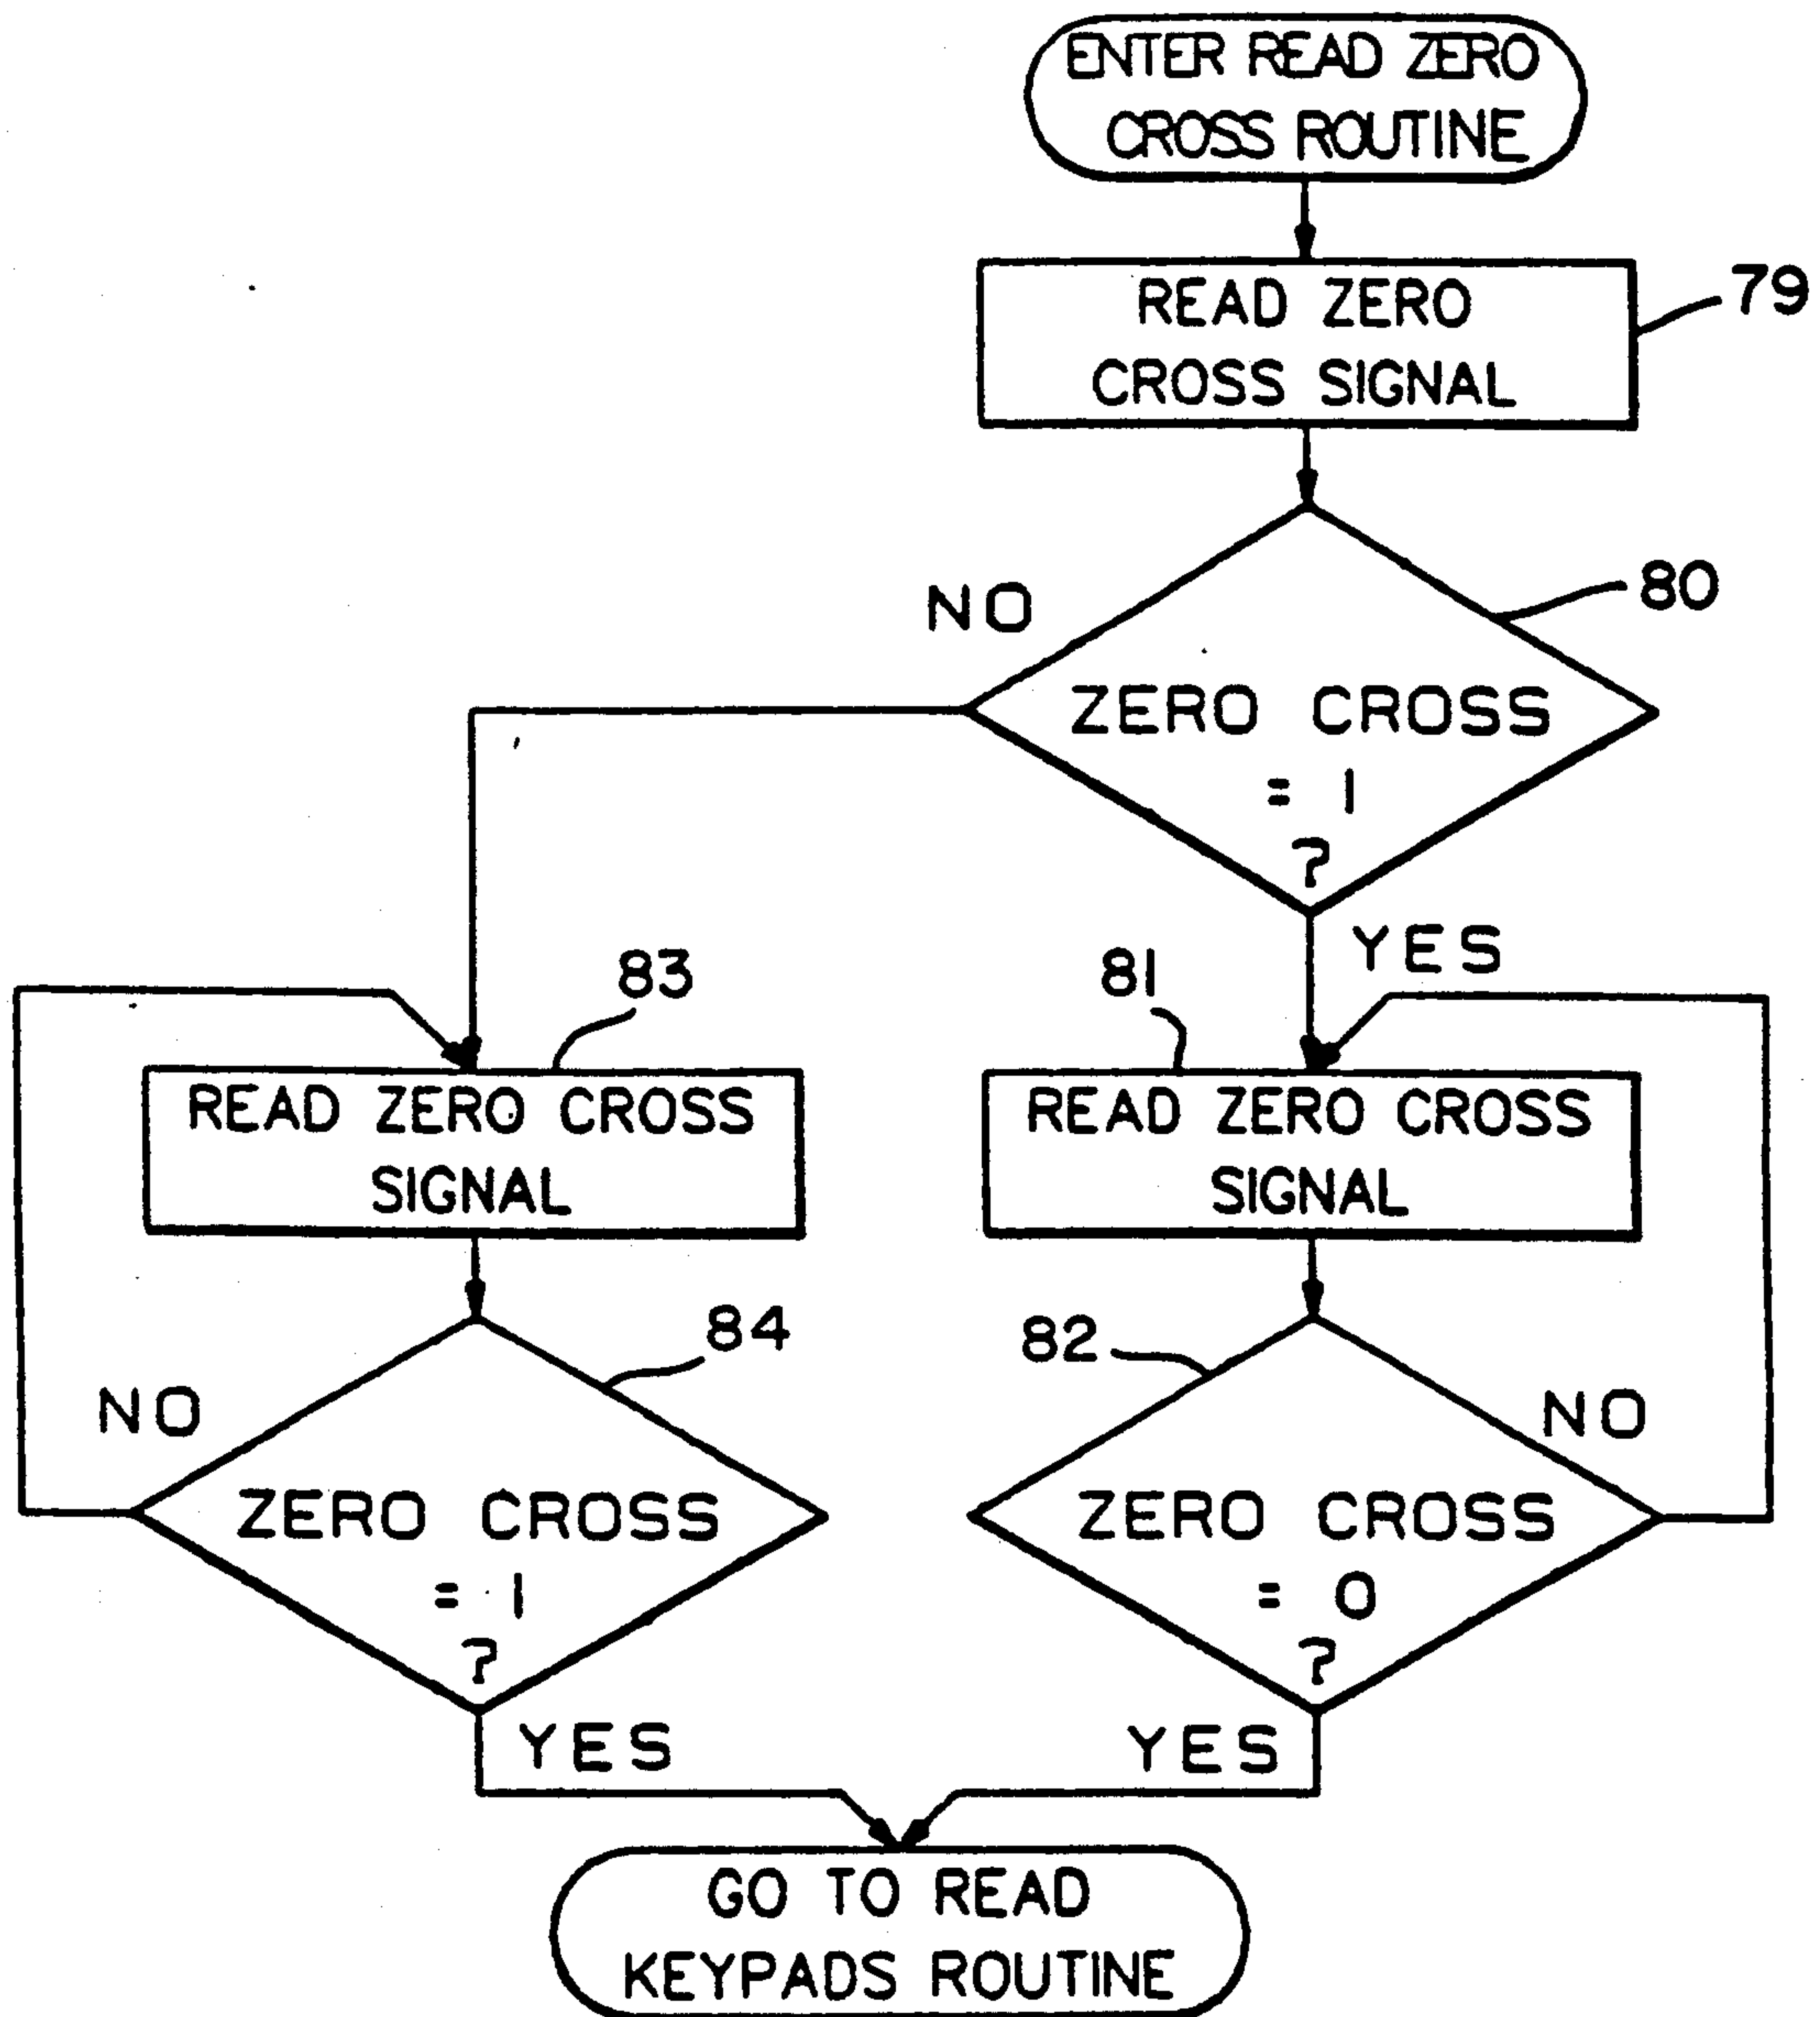 ENTER READ ZERO
CROSS ROUTINE
READ ZERO
CROSS SIGNAL
79
NO
80
ZERO CROSS
= 1
?
YES
83
81
READ ZERO CROSS
SIGNAL
READ ZERO CROSS
SIGNAL
84
82
NO
NO
ZERO CROSS
= 1
?
ZERO CROSS
= 0
?
YES
YES
GO TO READ
KEYPADS ROUTINE